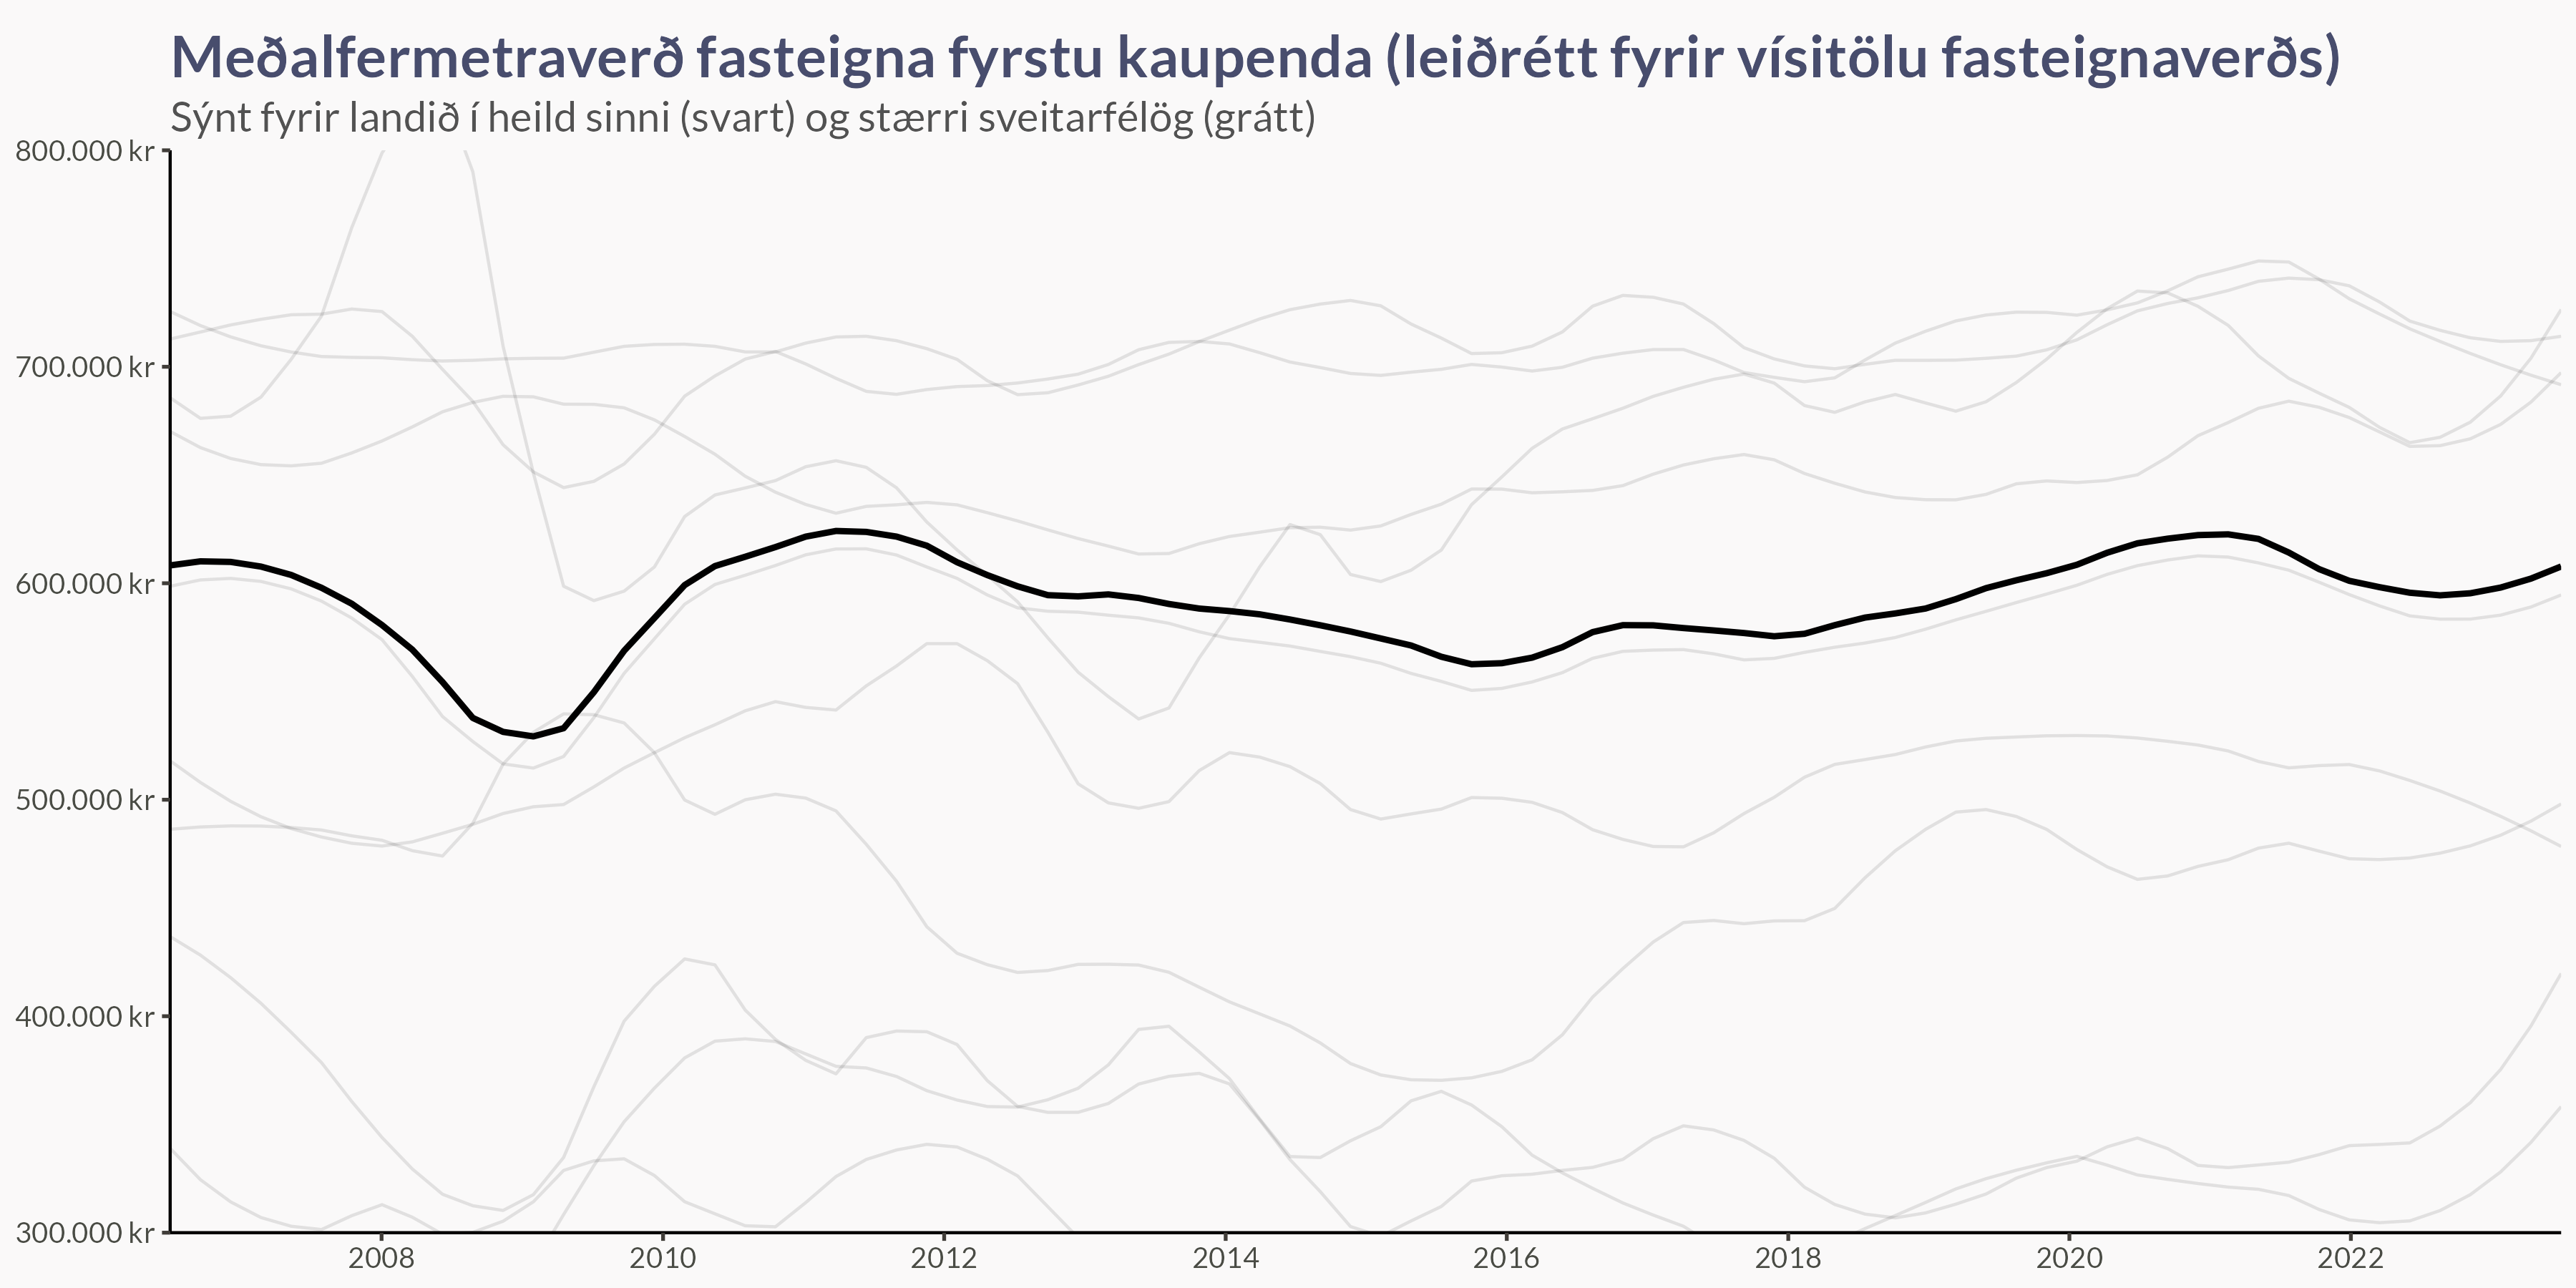 Meðalfermetraverð fasteigna fyrstu kaupenda (leiðrétt fyrir vísitölu fasteignaverðs)
Sýnt fyrir landið í heild sinni (svart) og stærri sveitarfélög (grátt)
800.000 kr
700.000 kr
600.000 kr
500.000 kr
400.000 kr
300.000 kr
2008
2010
2012
2014
2016
2018
2020
2022